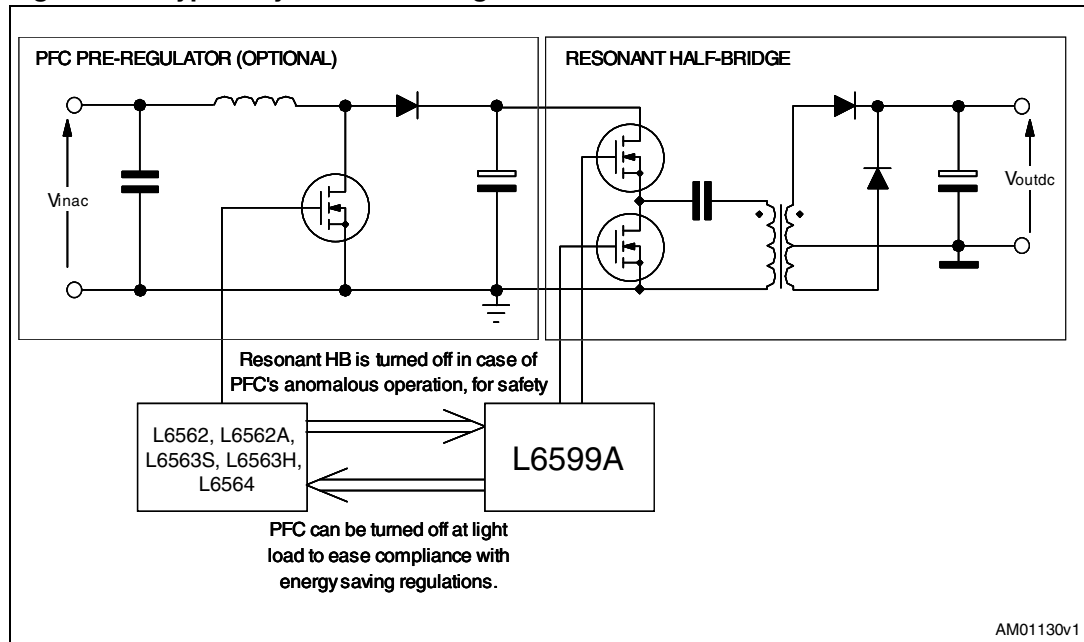 PFC PRE-REGULATOR (OPTIONAL)
RESONANT HALF-BRIDGE
Vinac
Voutdc
Resonant HB is turned off in case of
PFC's anomalous operation, for safety
L6562, L6562A,
L6563S, L6563H,
L6564
L6599A
PFC can be turned off at light
load to ease compliance with
energy saving regulations.
AM01130v1